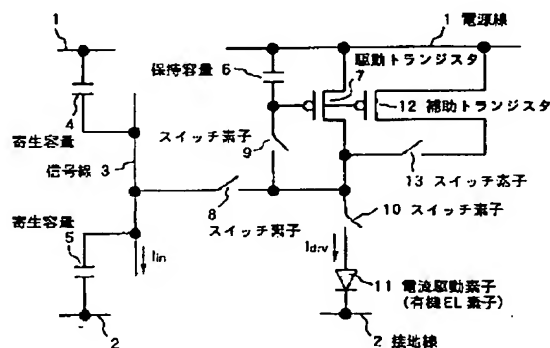 1
1 電源線
駆動トランジスタ
保持容量 6
7
4
12 補助トランジスタ
寄生容量
スイッチ素子
9
信号線 3
13 スイッチ素子
8
スイッチ素子
10 スイッチ素子
寄生容量
5
Iin
Idrv
11 電流駆動素子
(有機EL素子)
2
2 接地線